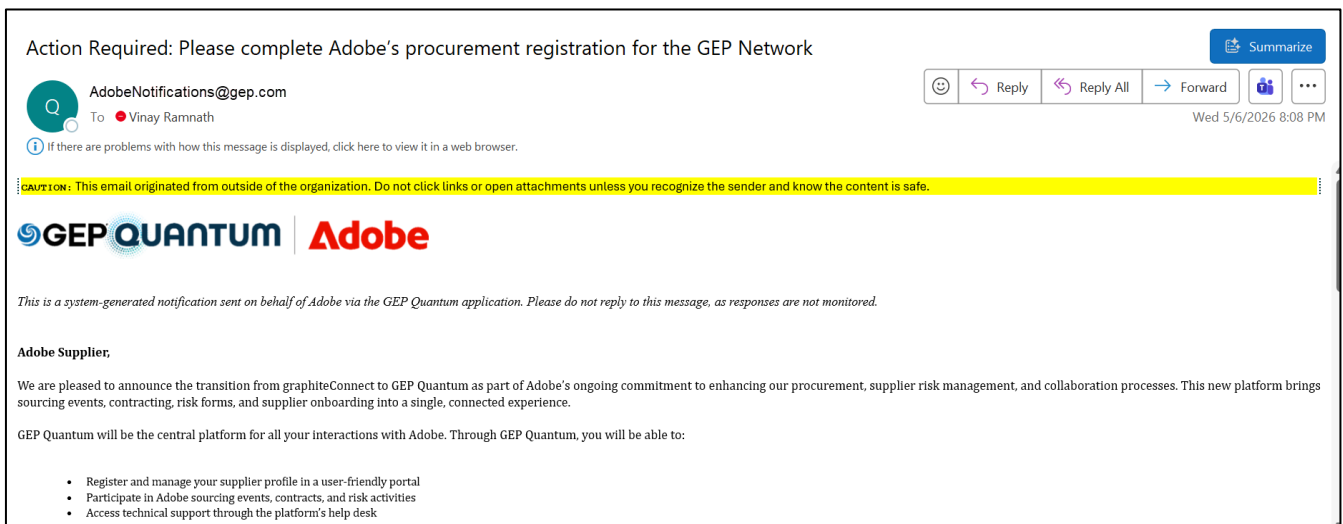 Action Required: Please complete Adobe's procurement registration for the GEP Network
Summarize
Q
AdobeNotifications@gep.com
To Vinay Ramnath
Reply
Reply All
Forward
Wed 5/6/2026 8:08 PM
If there are problems with how this message is displayed, click here to view it in a web browser.
CAUTION: This email originated from outside of the organization. Do not click links or open attachments unless you recognize the sender and know the content is safe.
GEP QUANTUM | Adobe
This is a system-generated notification sent on behalf of Adobe via the GEP Quantum application. Please do not reply to this message, as responses are not monitored.
Adobe Supplier,
We are pleased to announce the transition from graphiteConnect to GEP Quantum as part of Adobe's ongoing commitment to enhancing our procurement, supplier risk management, and collaboration processes. This new platform brings
sourcing events, contracting, risk forms, and supplier onboarding into a single, connected experience.
GEP Quantum will be the central platform for all your interactions with Adobe. Through GEP Quantum, you will be able to:
• Register and manage your supplier profile in a user-friendly portal
• Participate in Adobe sourcing events, contracts, and risk activities
• Access technical support through the platform's help desk